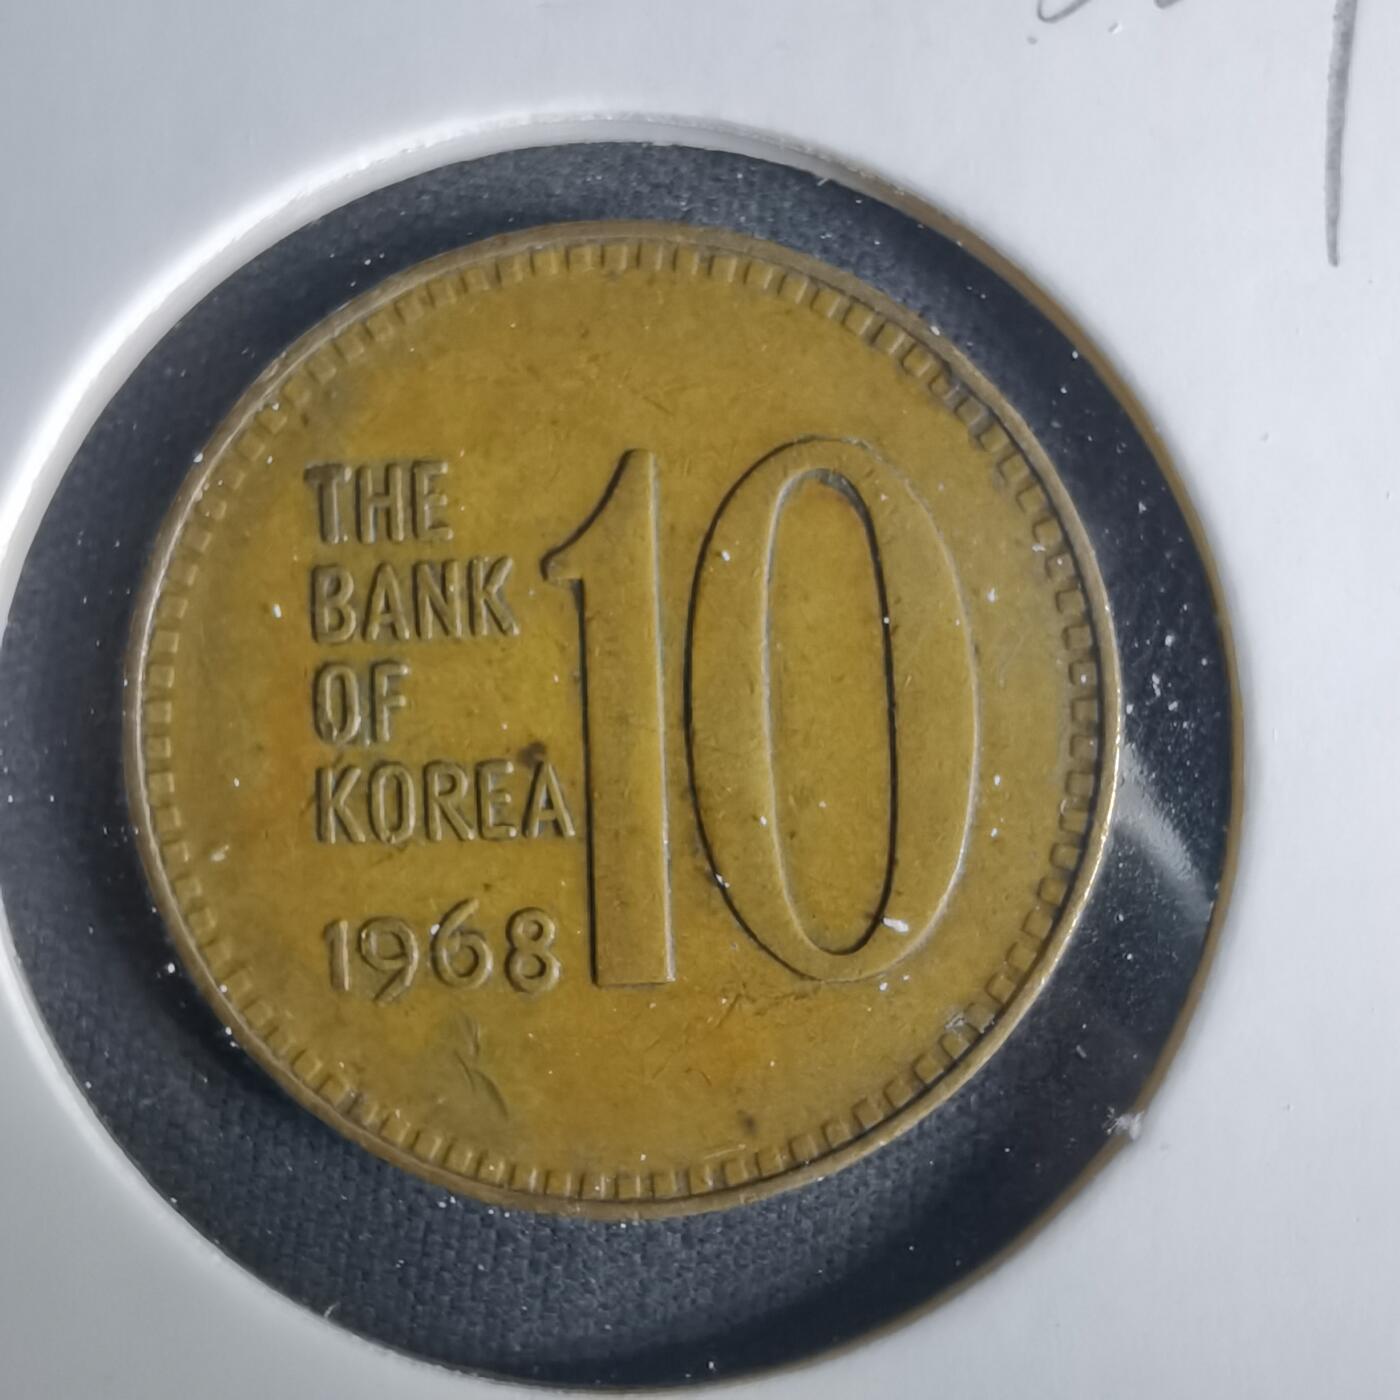 THE
BANK
OF
KOREA
1968
10